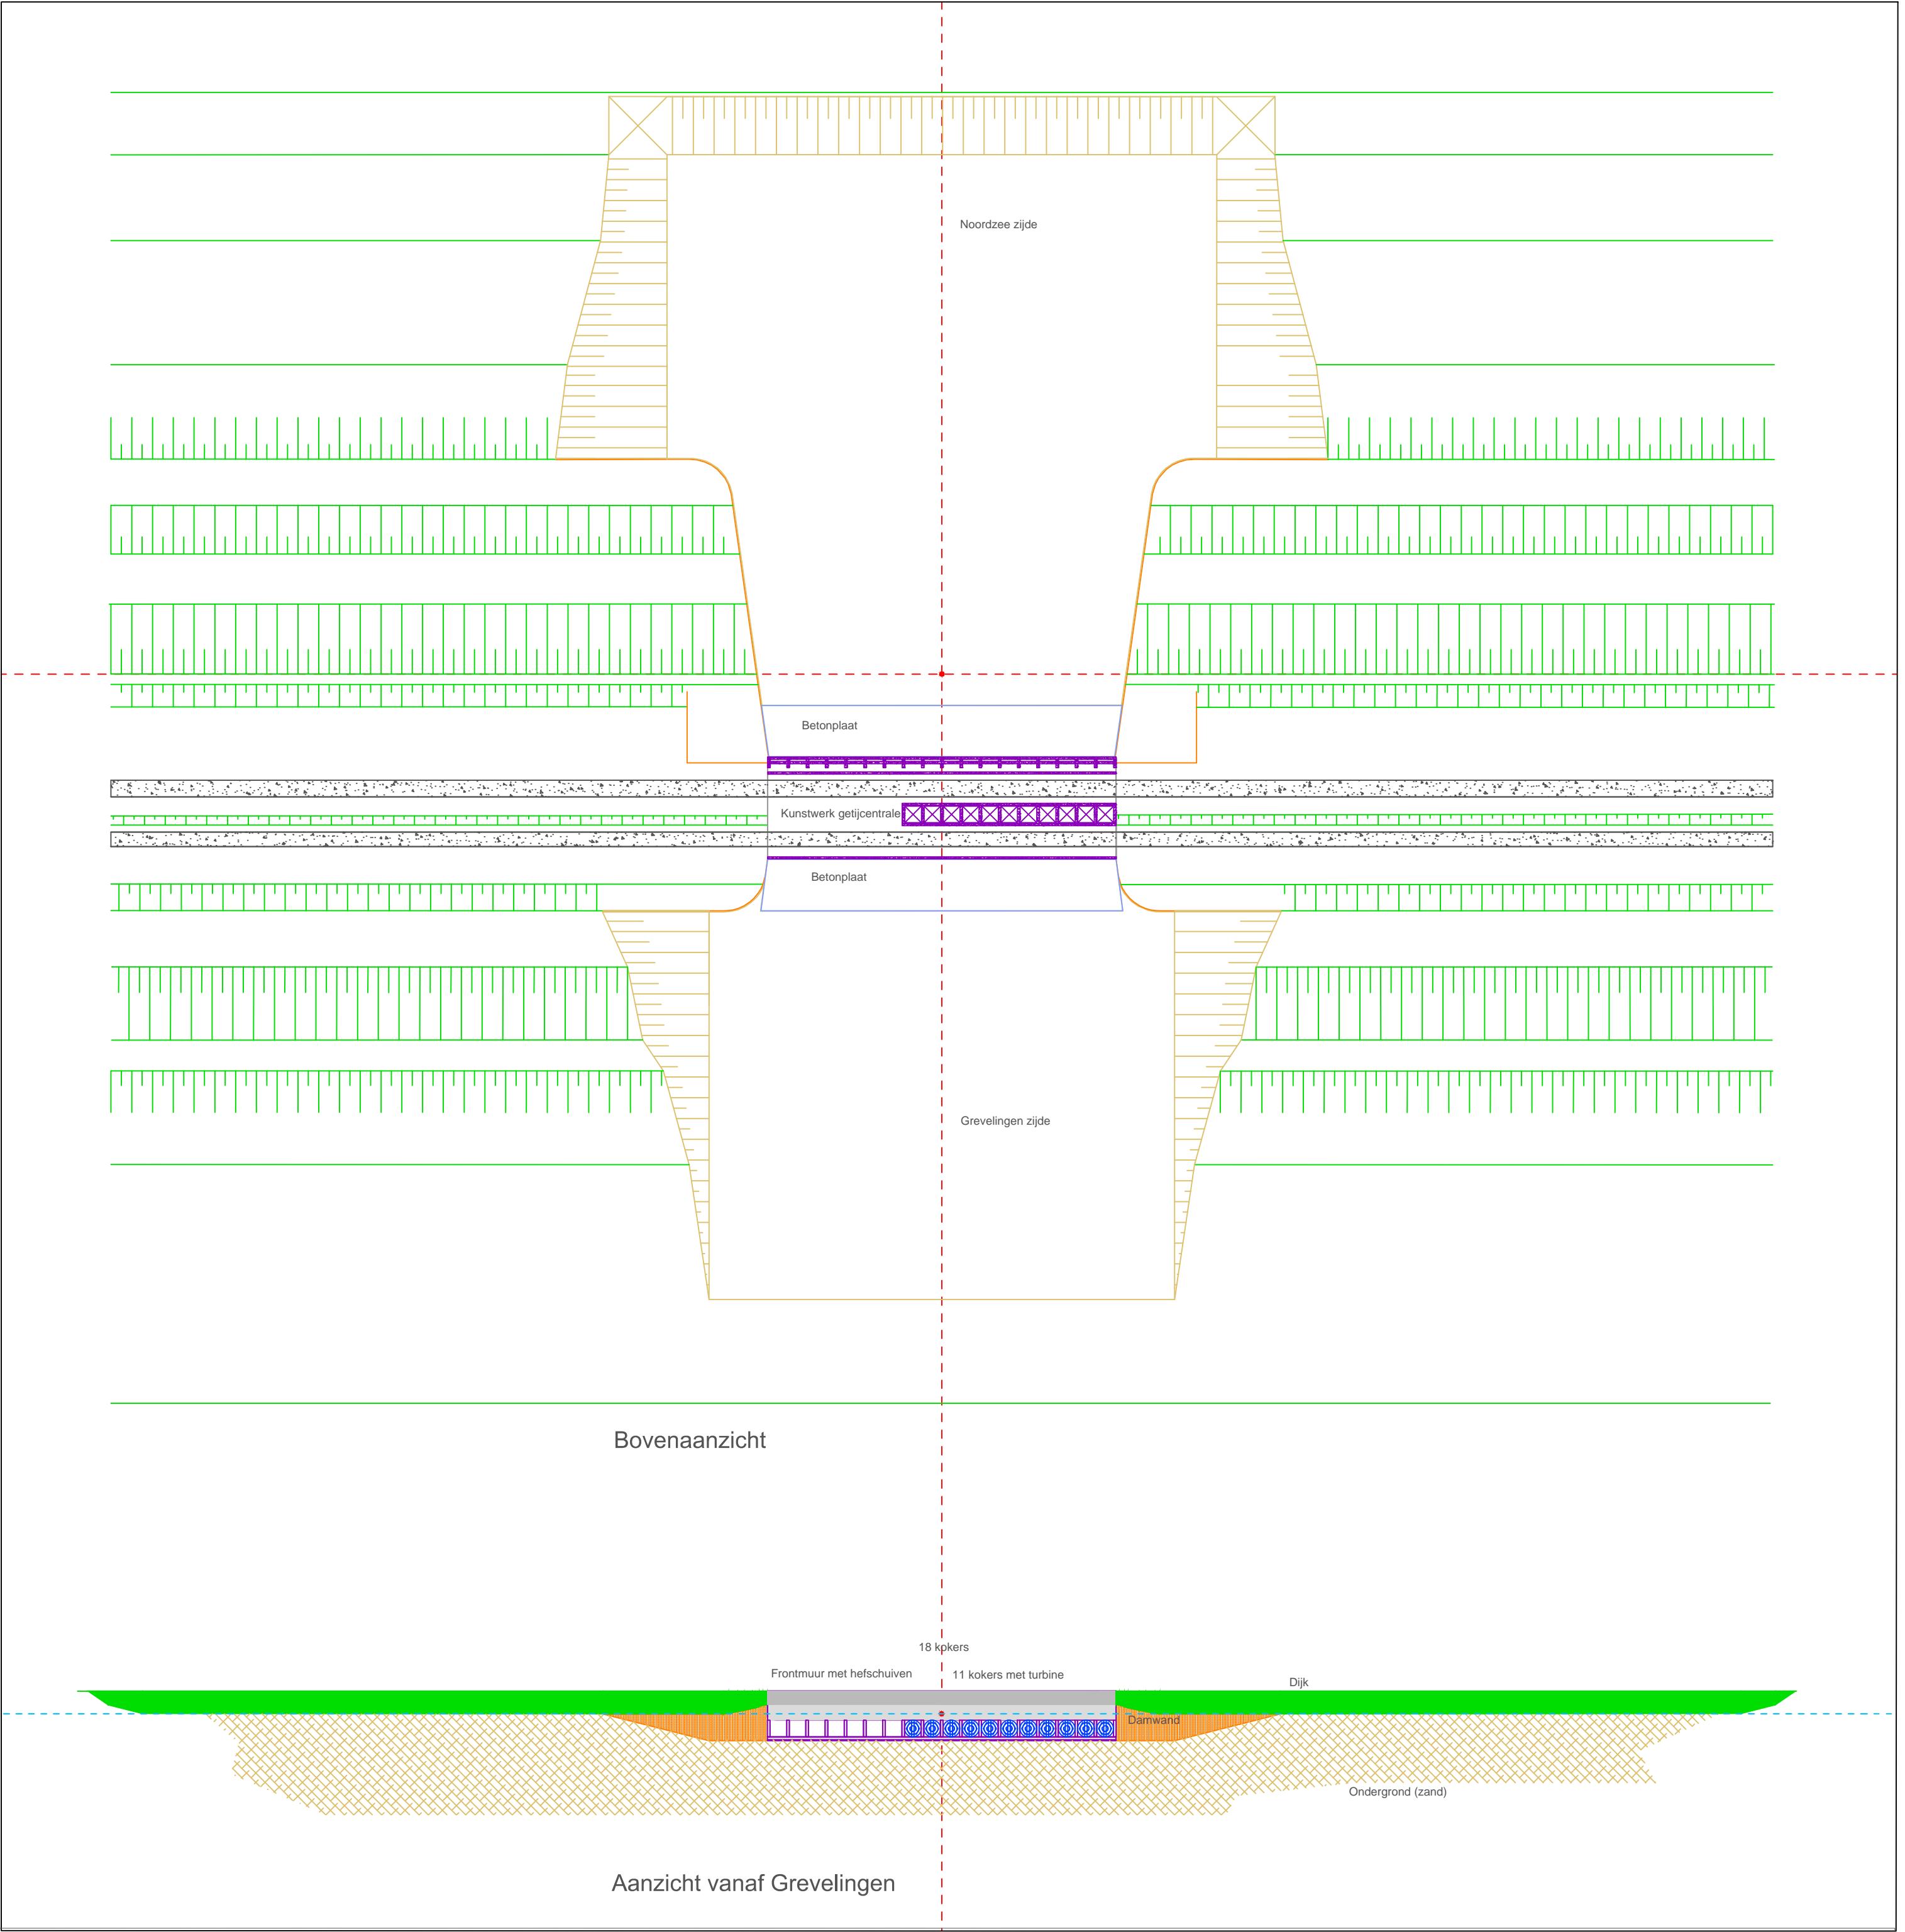 Noordzee zijde
Betonplaat
Kunstwerk getijcentrale
Betonplaat
Grevelingen zijde
Bovenaanzicht
18 kokers
Frontmuur met hefschuiven
11 kokers met turbine
Dijk
Damwand
Ondergrond (zand)
Aanzicht vanaf Grevelingen